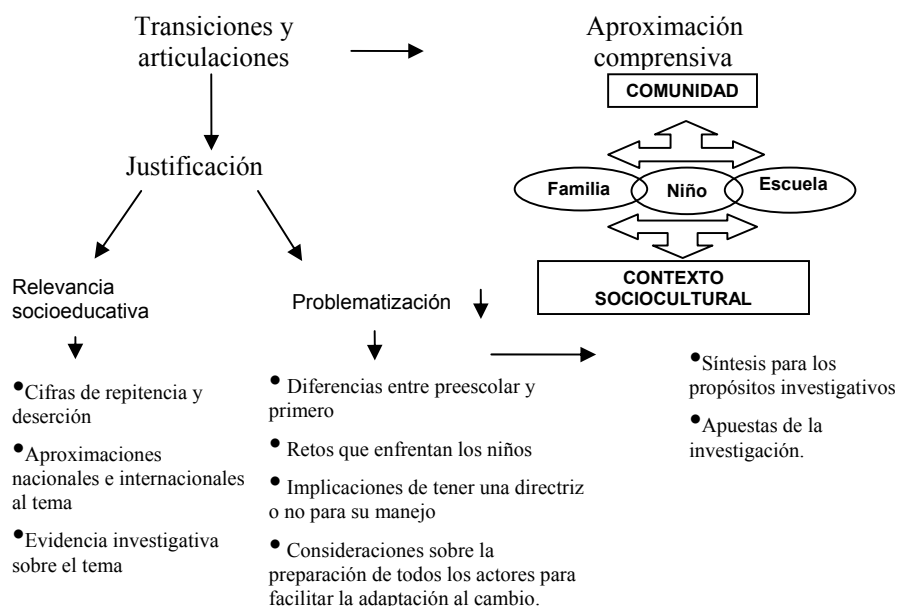 Transiciones y
articulaciones
Aproximación
comprensiva
COMUNIDAD
Justificación
Familia
Niño
Escuela
CONTEXTO
SOCIOCULTURAL
Relevancia
socioeducativa
Problematización
•Cifras de repitencia y
deserción
•Aproximaciones
nacionales e internacionales
al tema
•Evidencia investigativa
sobre el tema
• Diferencias entre preescolar y
primero
• Retos que enfrentan los niños
• Implicaciones de tener una directriz
o no para su manejo
• Consideraciones sobre la
preparación de todos los actores para
facilitar la adaptación al cambio.
•Síntesis para los
propósitos investigativos
•Apuestas de la
investigación.